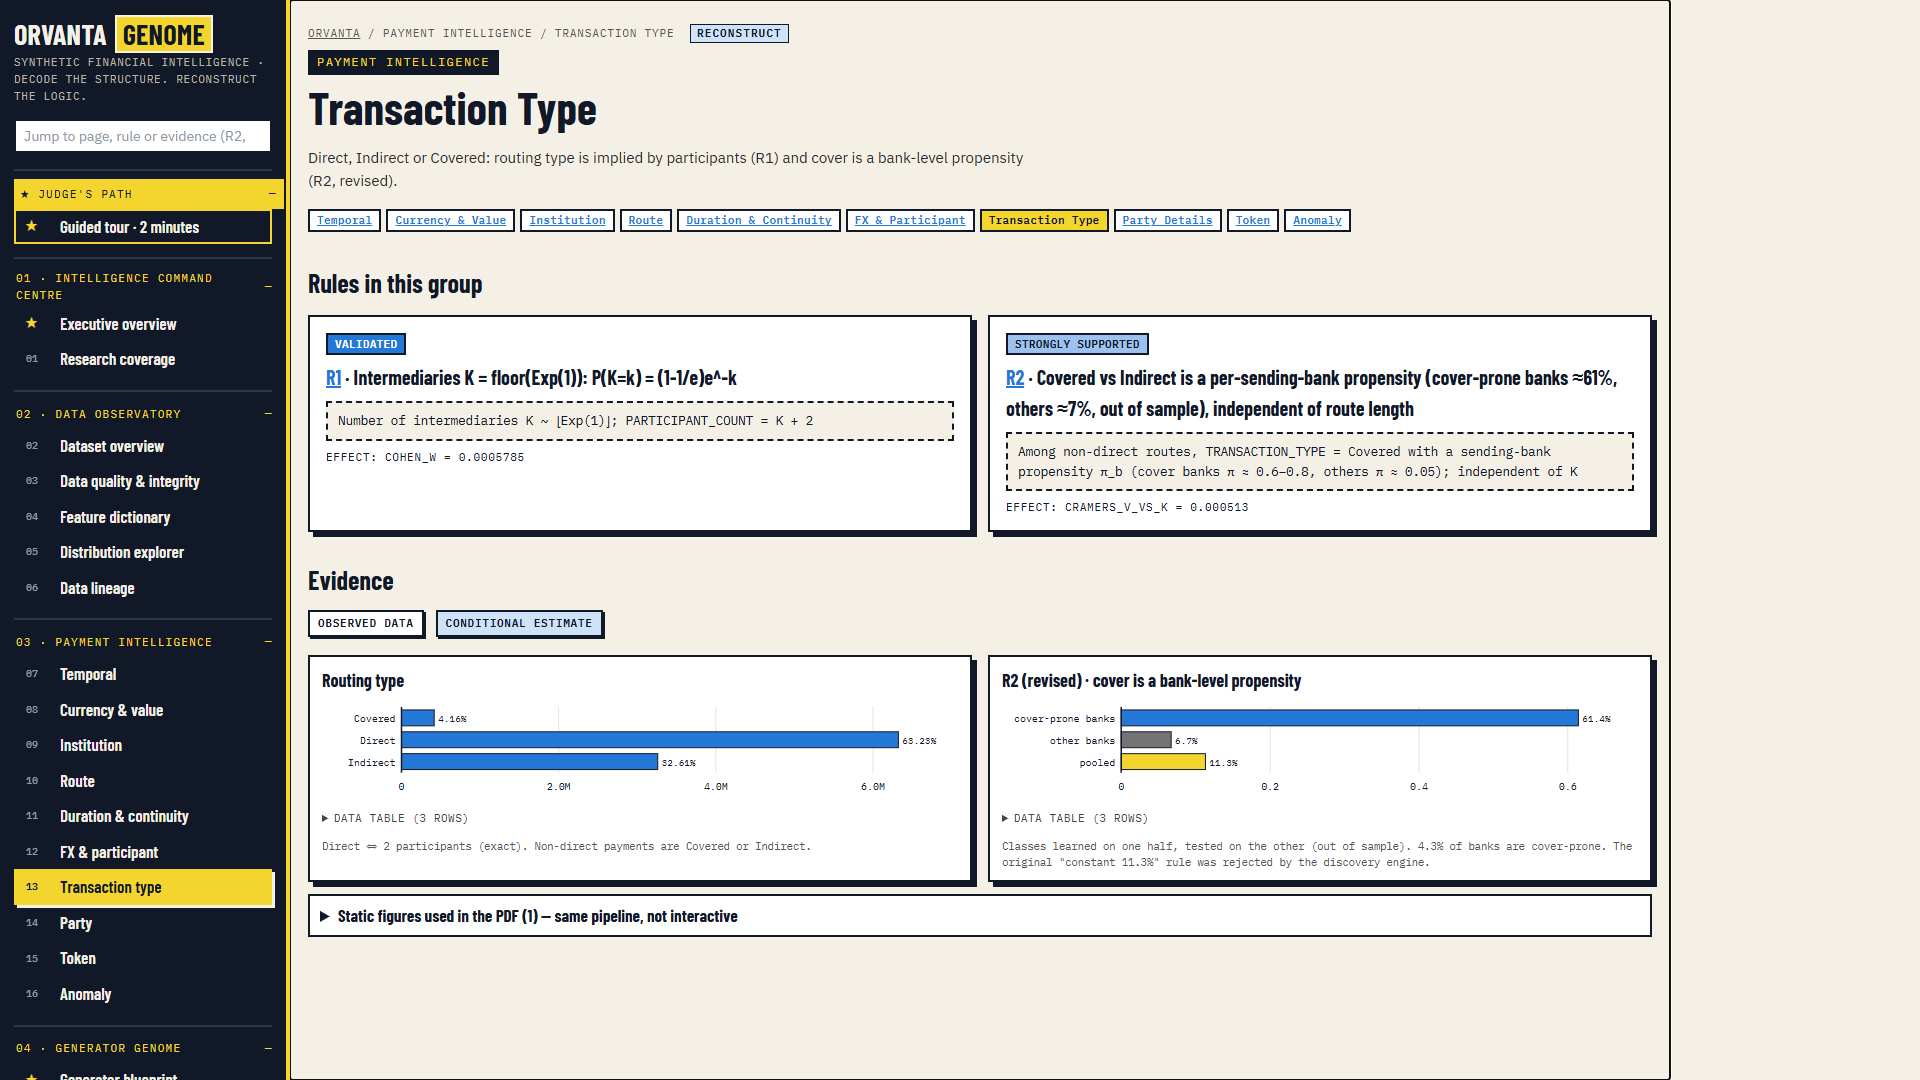 ORVANTA GENOME
SYNTHETIC FINANCIAL INTELLIGENCE ·
DECODE THE STRUCTURE. RECONSTRUCT
THE LOGIC.
Jump to page, rule or evidence (R2,
★ JUDGE'S PATH −
★ Guided tour · 2 minutes
01 · INTELLIGENCE COMMAND
CENTRE −
★ Executive overview
01 Research coverage
02 · DATA OBSERVATORY −
02 Dataset overview
03 Data quality & integrity
04 Feature dictionary
05 Distribution explorer
06 Data lineage
03 · PAYMENT INTELLIGENCE −
07 Temporal
08 Currency & value
09 Institution
10 Route
11 Duration & continuity
12 FX & participant
13 Transaction type
14 Party
15 Token
16 Anomaly
04 · GENERATOR GENOME −
★ Generator blueprint
ORVANTA / PAYMENT INTELLIGENCE / TRANSACTION TYPE RECONSTRUCT
PAYMENT INTELLIGENCE
Transaction Type
Direct, Indirect or Covered: routing type is implied by participants (R1) and cover is a bank-level propensity
(R2, revised).
Temporal Currency & Value Institution Route Duration & Continuity FX & Participant Transaction Type Party Details Token Anomaly
Rules in this group
VALIDATED
R1 · Intermediaries K = floor(Exp(1)): P(K=k) = (1-1/e)e^-k
Number of intermediaries K ~ ⌊Exp(1)⌋; PARTICIPANT_COUNT = K + 2
EFFECT: COHEN_W = 0.0005785
STRONGLY SUPPORTED
R2 · Covered vs Indirect is a per-sending-bank propensity (cover-prone banks ≈61%,
others ≈7%, out of sample), independent of route length
Among non-direct routes, TRANSACTION_TYPE = Covered with a sending-bank
propensity π_b (cover banks π ≈ 0.6–0.8, others π ≈ 0.05); independent of K
EFFECT: CRAMERS_V_VS_K = 0.000513
Evidence
OBSERVED DATA CONDITIONAL ESTIMATE
Routing type
Covered 4.16%
Direct 63.23%
Indirect 32.61%
0 2.0M 4.0M 6.0M
▶ DATA TABLE (3 ROWS)
Direct ⇔ 2 participants (exact). Non-direct payments are Covered or Indirect.
R2 (revised) · cover is a bank-level propensity
cover-prone banks 61.4%
other banks 6.7%
pooled 11.3%
0 0.2 0.4 0.6
▶ DATA TABLE (3 ROWS)
Classes learned on one half, tested on the other (out of sample). 4.3% of banks are cover-prone. The
original "constant 11.3%" rule was rejected by the discovery engine.
▶ Static figures used in the PDF (1) — same pipeline, not interactive